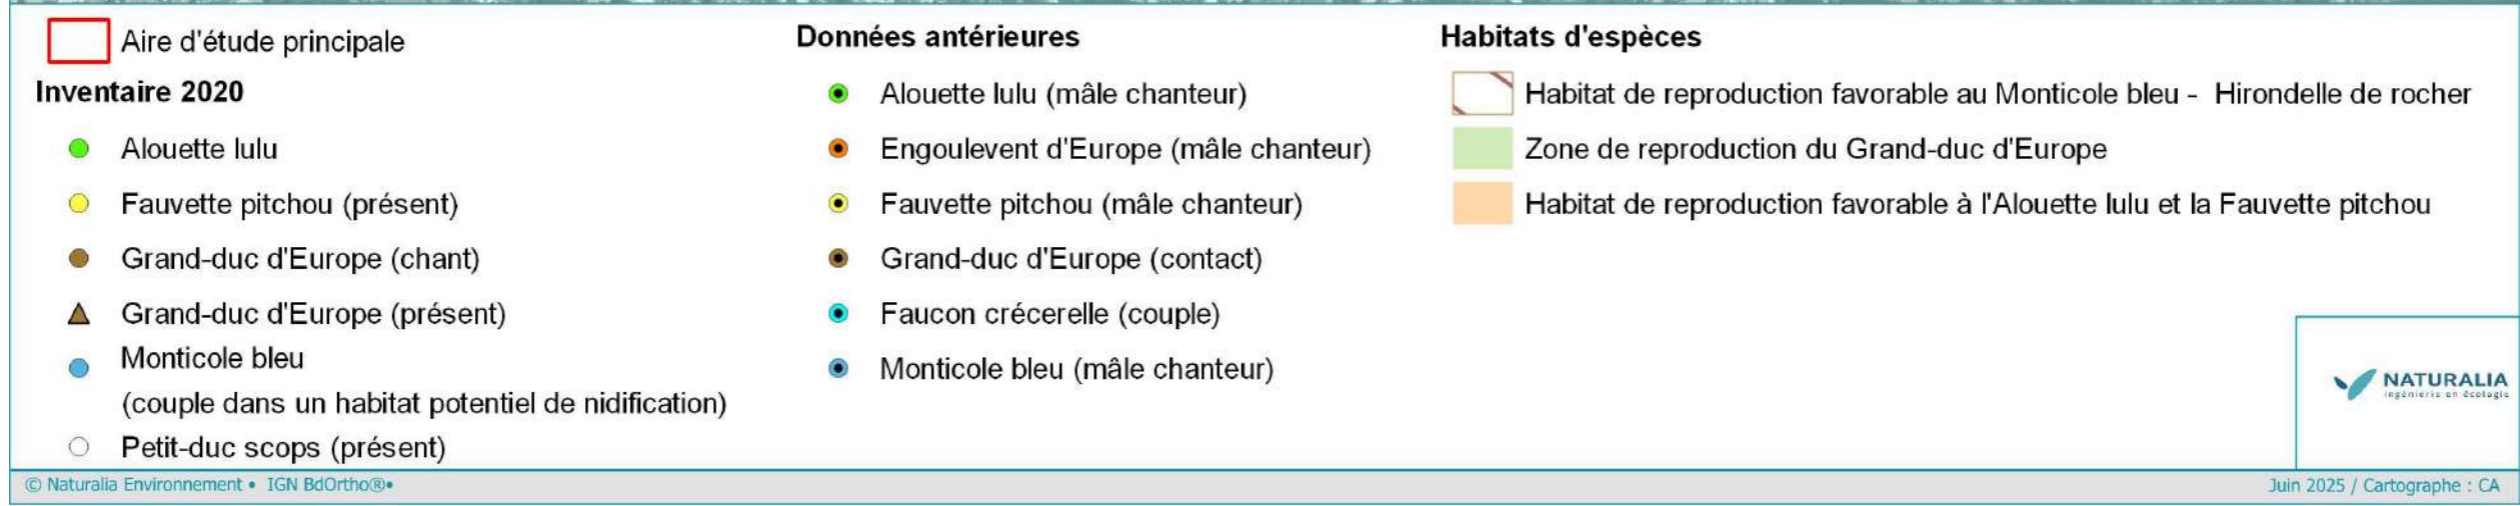 Aire d'étude principale
Inventaire 2020
Alouette lulu
Fauvette pitchou (présent)
Grand-duc d'Europe (chant)
Grand-duc d'Europe (présent)
Monticole bleu
(couple dans un habitat potentiel de nidification)
Petit-duc scops (présent)
Données antérieures
Alouette lulu (mâle chanteur)
Engoulevent d'Europe (mâle chanteur)
Fauvette pitchou (mâle chanteur)
Grand-duc d'Europe (contact)
Faucon crécerelle (couple)
Monticole bleu (mâle chanteur)
Habitats d'espèces
Habitat de reproduction favorable au Monticole bleu - Hirondelle de rocher
Zone de reproduction du Grand-duc d'Europe
Habitat de reproduction favorable à l'Alouette lulu et la Fauvette pitchou
NATURALIA
ingénierie en écologie
© Naturalia Environnement • IGN BdOrtho®•
Juin 2025 / Cartographe : CA